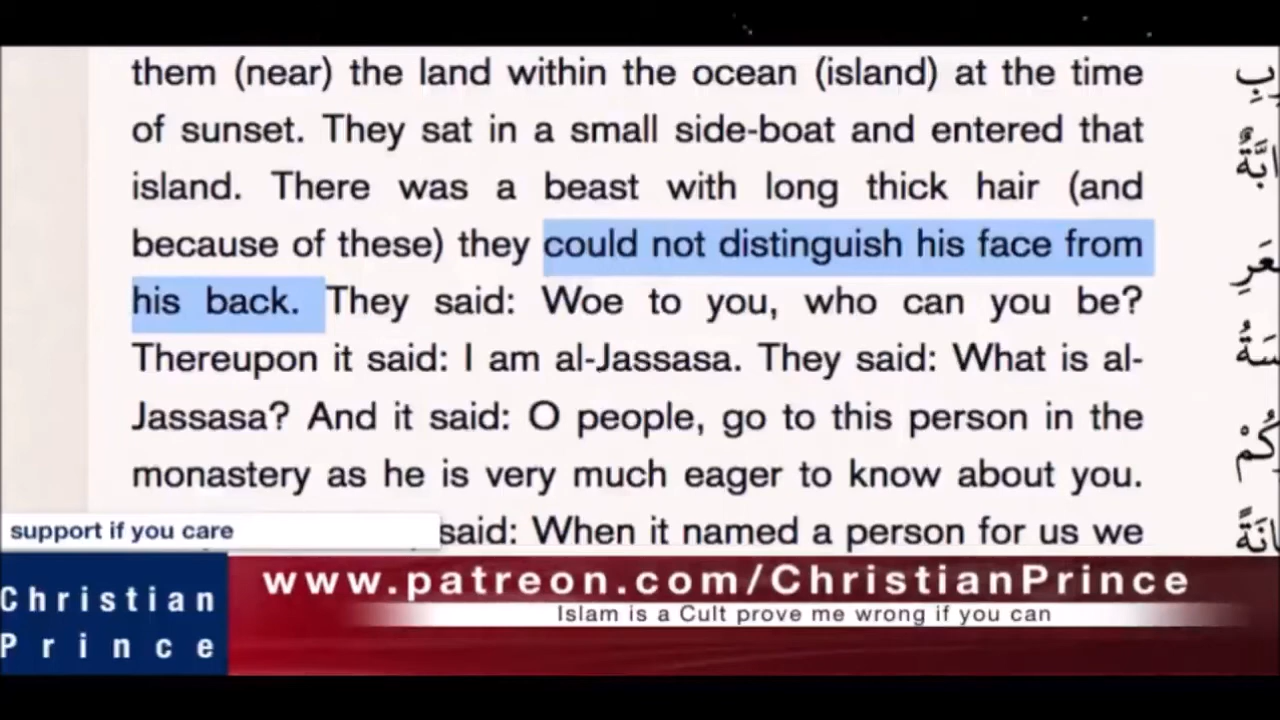 them (near) the land within the ocean (island) at the time
of sunset. They sat in a small side-boat and entered that
island. There was a beast with long thick hair (and
because of these) they could not distinguish his face from
his back. They said: Woe to you, who can you be?
Thereupon it said: I am al-Jassasa. They said: What is al-
Jassasa? And it said: O people, go to this person in the
monastery as he is very much eager to know about you.
said: When it named a person for us we
support if you care
Christian
Prince
www.patreon.com/ChristianPrince
Islam is a Cult prove me wrong if you can